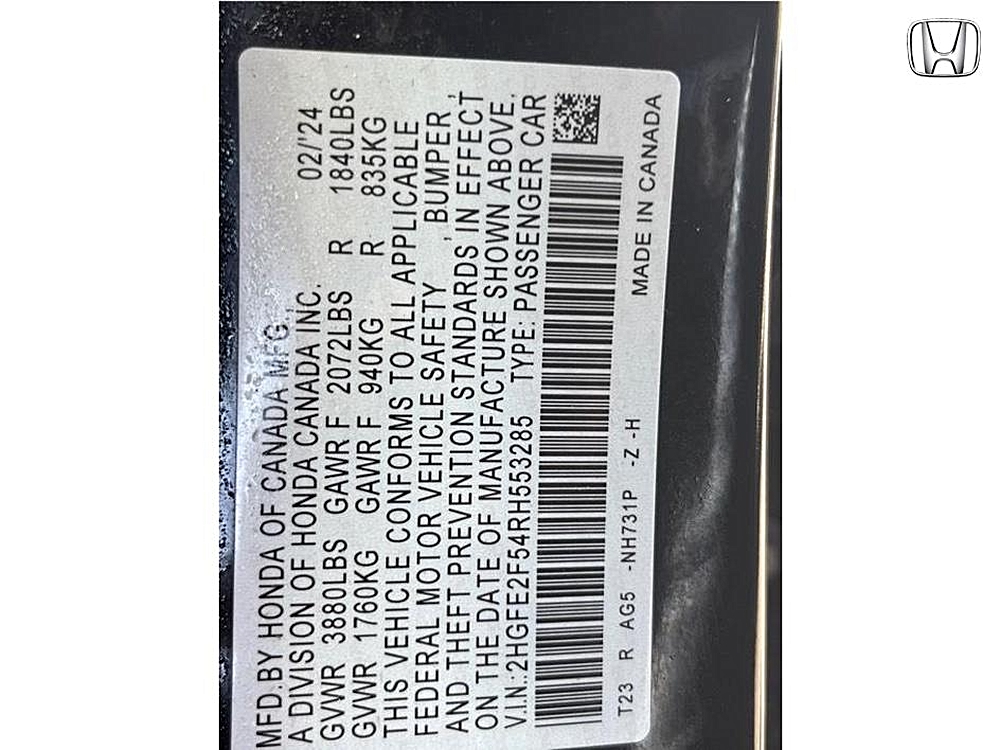 MFD.BY HONDA OF CANADA MFG.,
A DIVISION OF HONDA CANADA INC. 02/'24
GVWR 3880LBS GAWR F 2072LBS R 1840LBS
GVWR 1760KG GAWR F 940KG R 835KG
THIS VEHICLE CONFORMS TO ALL APPLICABLE
FEDERAL MOTOR VEHICLE SAFETY , BUMPER ,
AND THEFT PREVENTION STANDARDS IN EFFECT
ON THE DATE OF MANUFACTURE SHOWN ABOVE.
V.I.N.:2HGFE2F54RH553285 TYPE: PASSENGER CAR
T23 R AG5 -NH731P -Z -H MADE IN CANADA